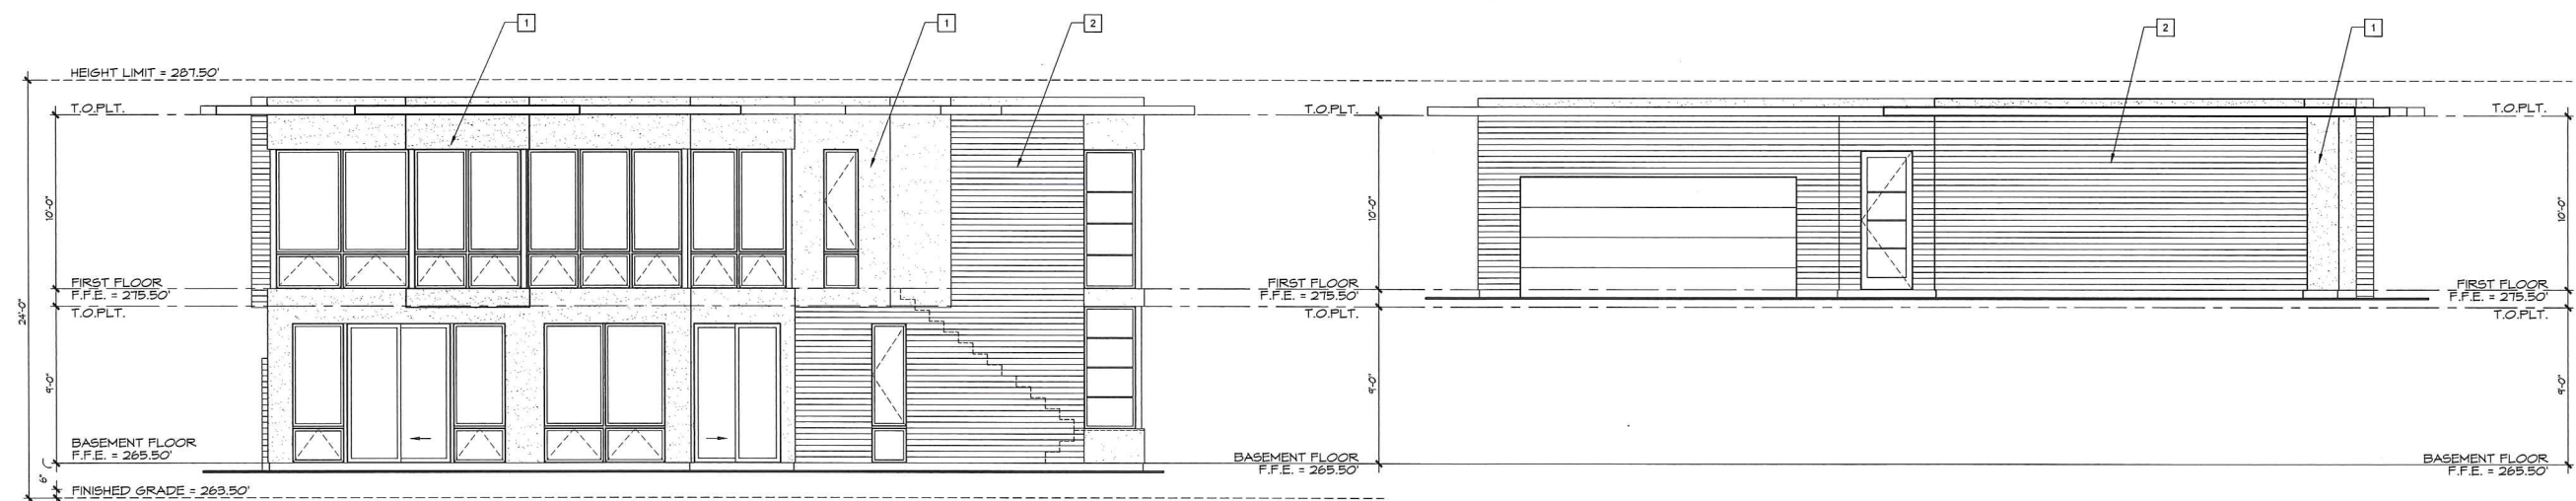 1
1
2
2
1
HEIGHT LIMIT = 287.50'
T.O.PLT.
T.O.PLT.
T.O.PLT.
10'-0"
10'-0"
10'-0"
FIRST FLOOR
F.F.E. = 275.50'
FIRST FLOOR
F.F.E. = 275.50'
FIRST FLOOR
F.F.E. = 275.50'
T.O.PLT.
T.O.PLT.
T.O.PLT.
24'-0"
9'-0"
9'-0"
9'-0"
BASEMENT FLOOR
F.F.E. = 265.50'
BASEMENT FLOOR
F.F.E. = 265.50'
BASEMENT FLOOR
F.F.E. = 265.50'
6"
FINISHED GRADE = 263.50'